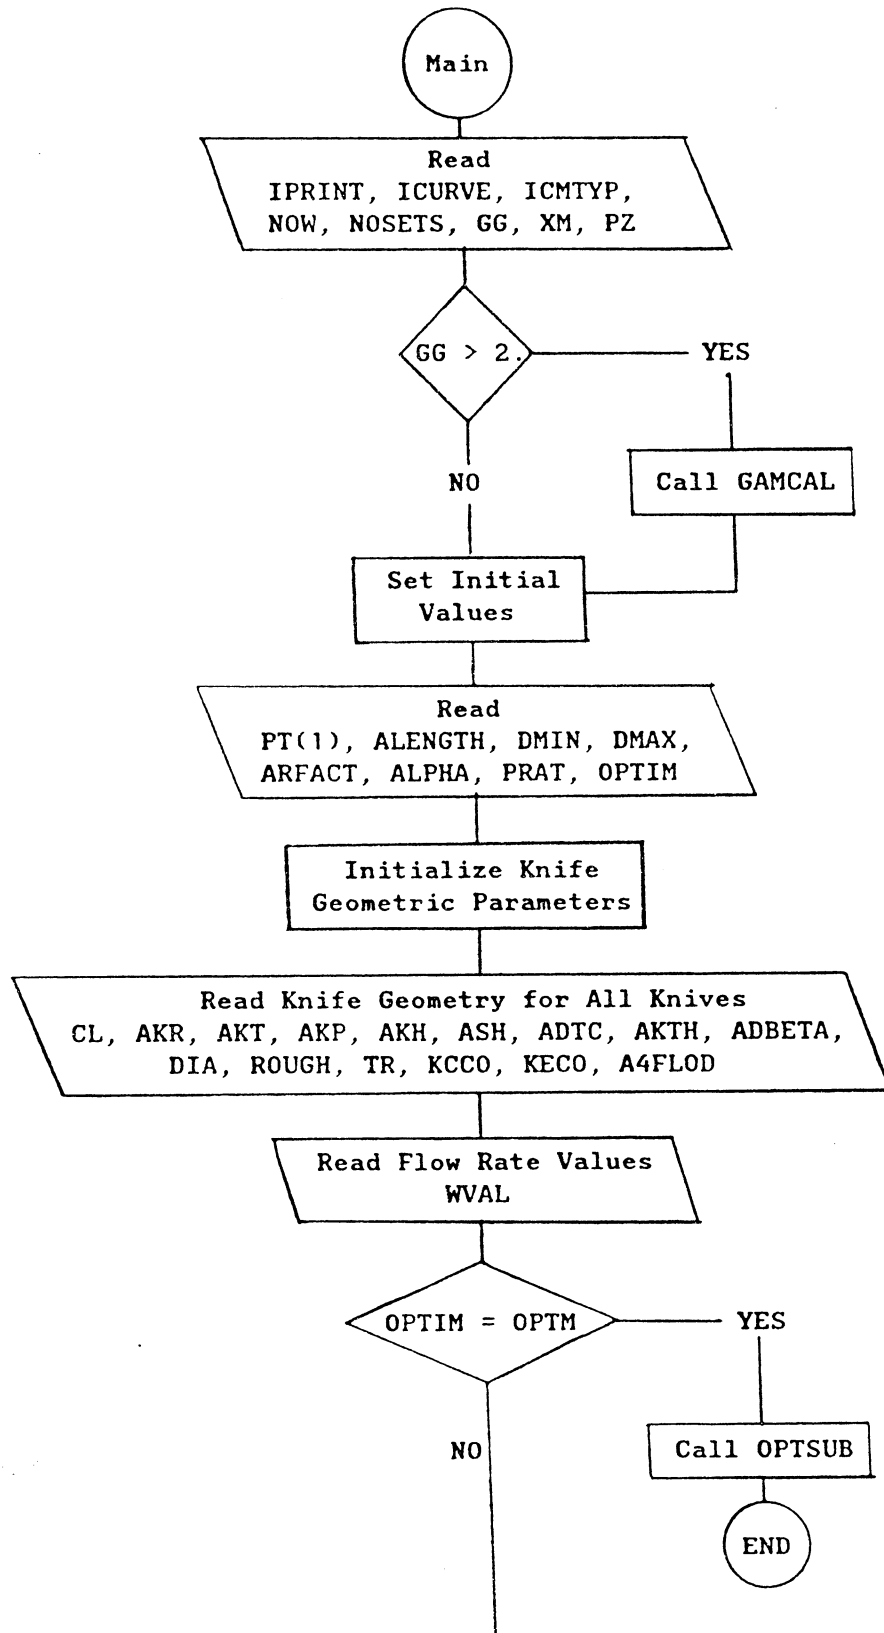 Main
Read
IPRINT, ICURVE, ICMTYP,
NOW, NOSETS, GG, XM, PZ
GG > 2.
YES
NO
Call GAMCAL
Set Initial
Values
Read
PT(1), ALENGTH, DMIN, DMAX,
ARFACT, ALPHA, PRAT, OPTIM
Initialize Knife
Geometric Parameters
Read Knife Geometry for All Knives
CL, AKR, AKT, AKP, AKH, ASH, ADTC, AKTH, ADBETA,
DIA, ROUGH, TR, KCCO, KECO, A4FLOD
Read Flow Rate Values
WVAL
OPTIM = OPTM
YES
NO
Call OPTSUB
END